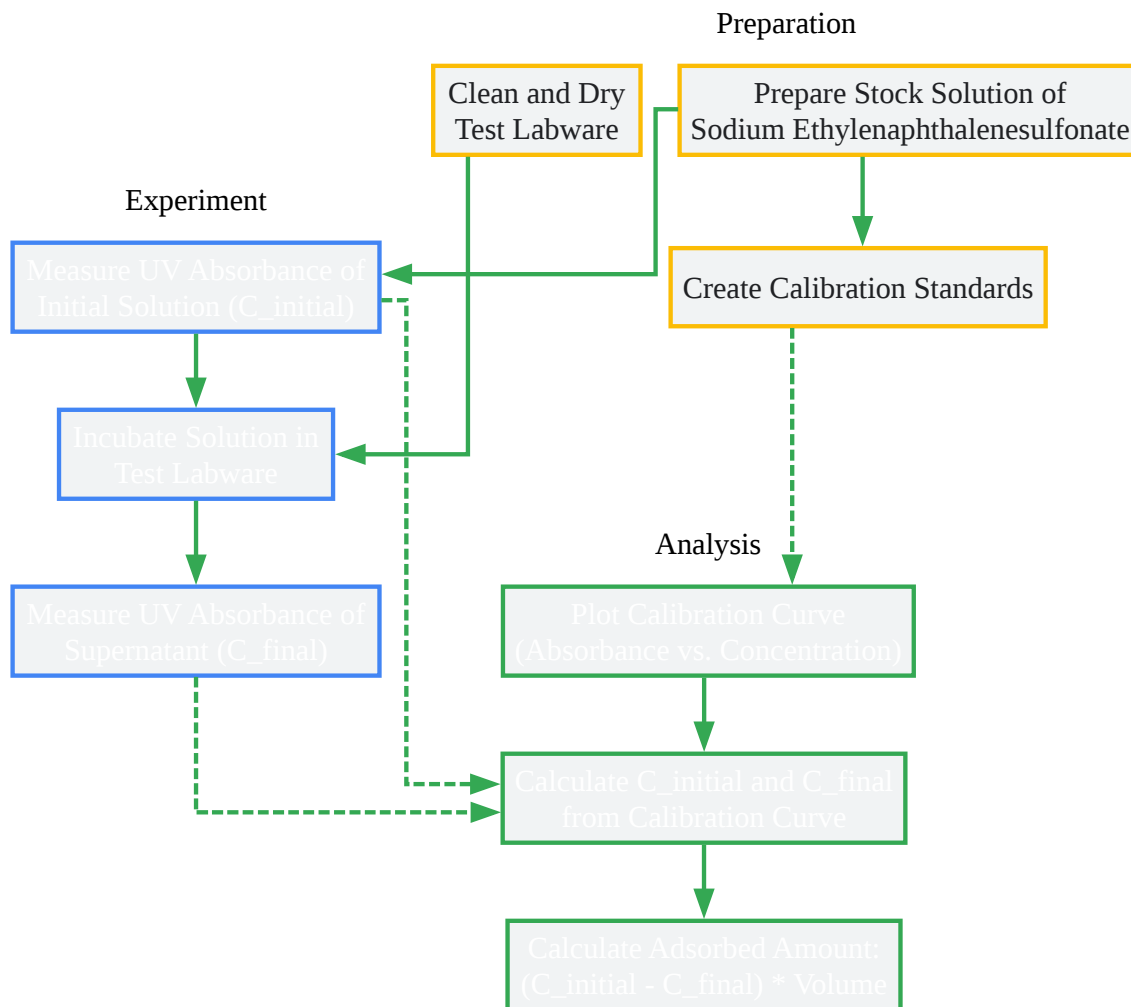 Preparation
Clean and Dry
Test Labware
Prepare Stock Solution of
Sodium Ethylenaphthalenesulfonate
Experiment
Measure UV Absorbance of
Initial Solution (C_initial)
Create Calibration Standards
Incubate Solution in
Test Labware
Analysis
Measure UV Absorbance of
Supernatant (C_final)
Plot Calibration Curve
(Absorbance vs. Concentration)
Calculate C_initial and C_final
from Calibration Curve
Calculate Adsorbed Amount:
(C_initial - C_final) * Volume